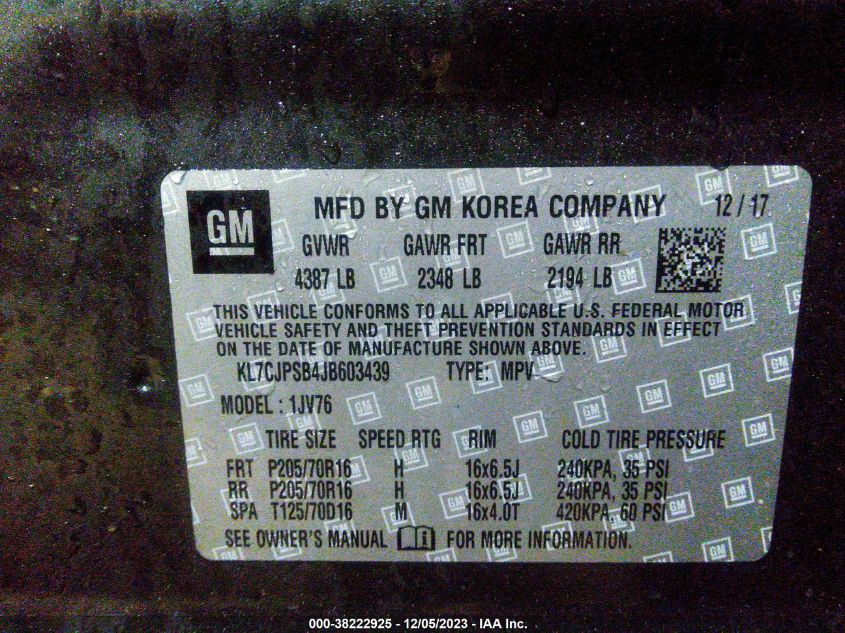 GM MFD BY GM KOREA COMPANY 12/17
GVWR GAWR FRT GAWR RR
4387 LB 2348 LB 2194 LB
THIS VEHICLE CONFORMS TO ALL APPLICABLE U.S. FEDERAL MOTOR
VEHICLE SAFETY AND THEFT PREVENTION STANDARDS IN EFFECT
ON THE DATE OF MANUFACTURE SHOWN ABOVE.
KL7CJPSB4JB603439 TYPE: MPV
MODEL : 1JV76
TIRE SIZE SPEED RTG RIM COLD TIRE PRESSURE
FRT P205/70R16 H 16x6.5J 240KPA, 35 PSI
RR P205/70R16 H 16x6.5J 240KPA, 35 PSI
SPA T125/70D16 M 16x4.0T 420KPA, 60 PSI
SEE OWNER'S MANUAL i FOR MORE INFORMATION.
000-38222925 - 12/05/2023 - IAA Inc.